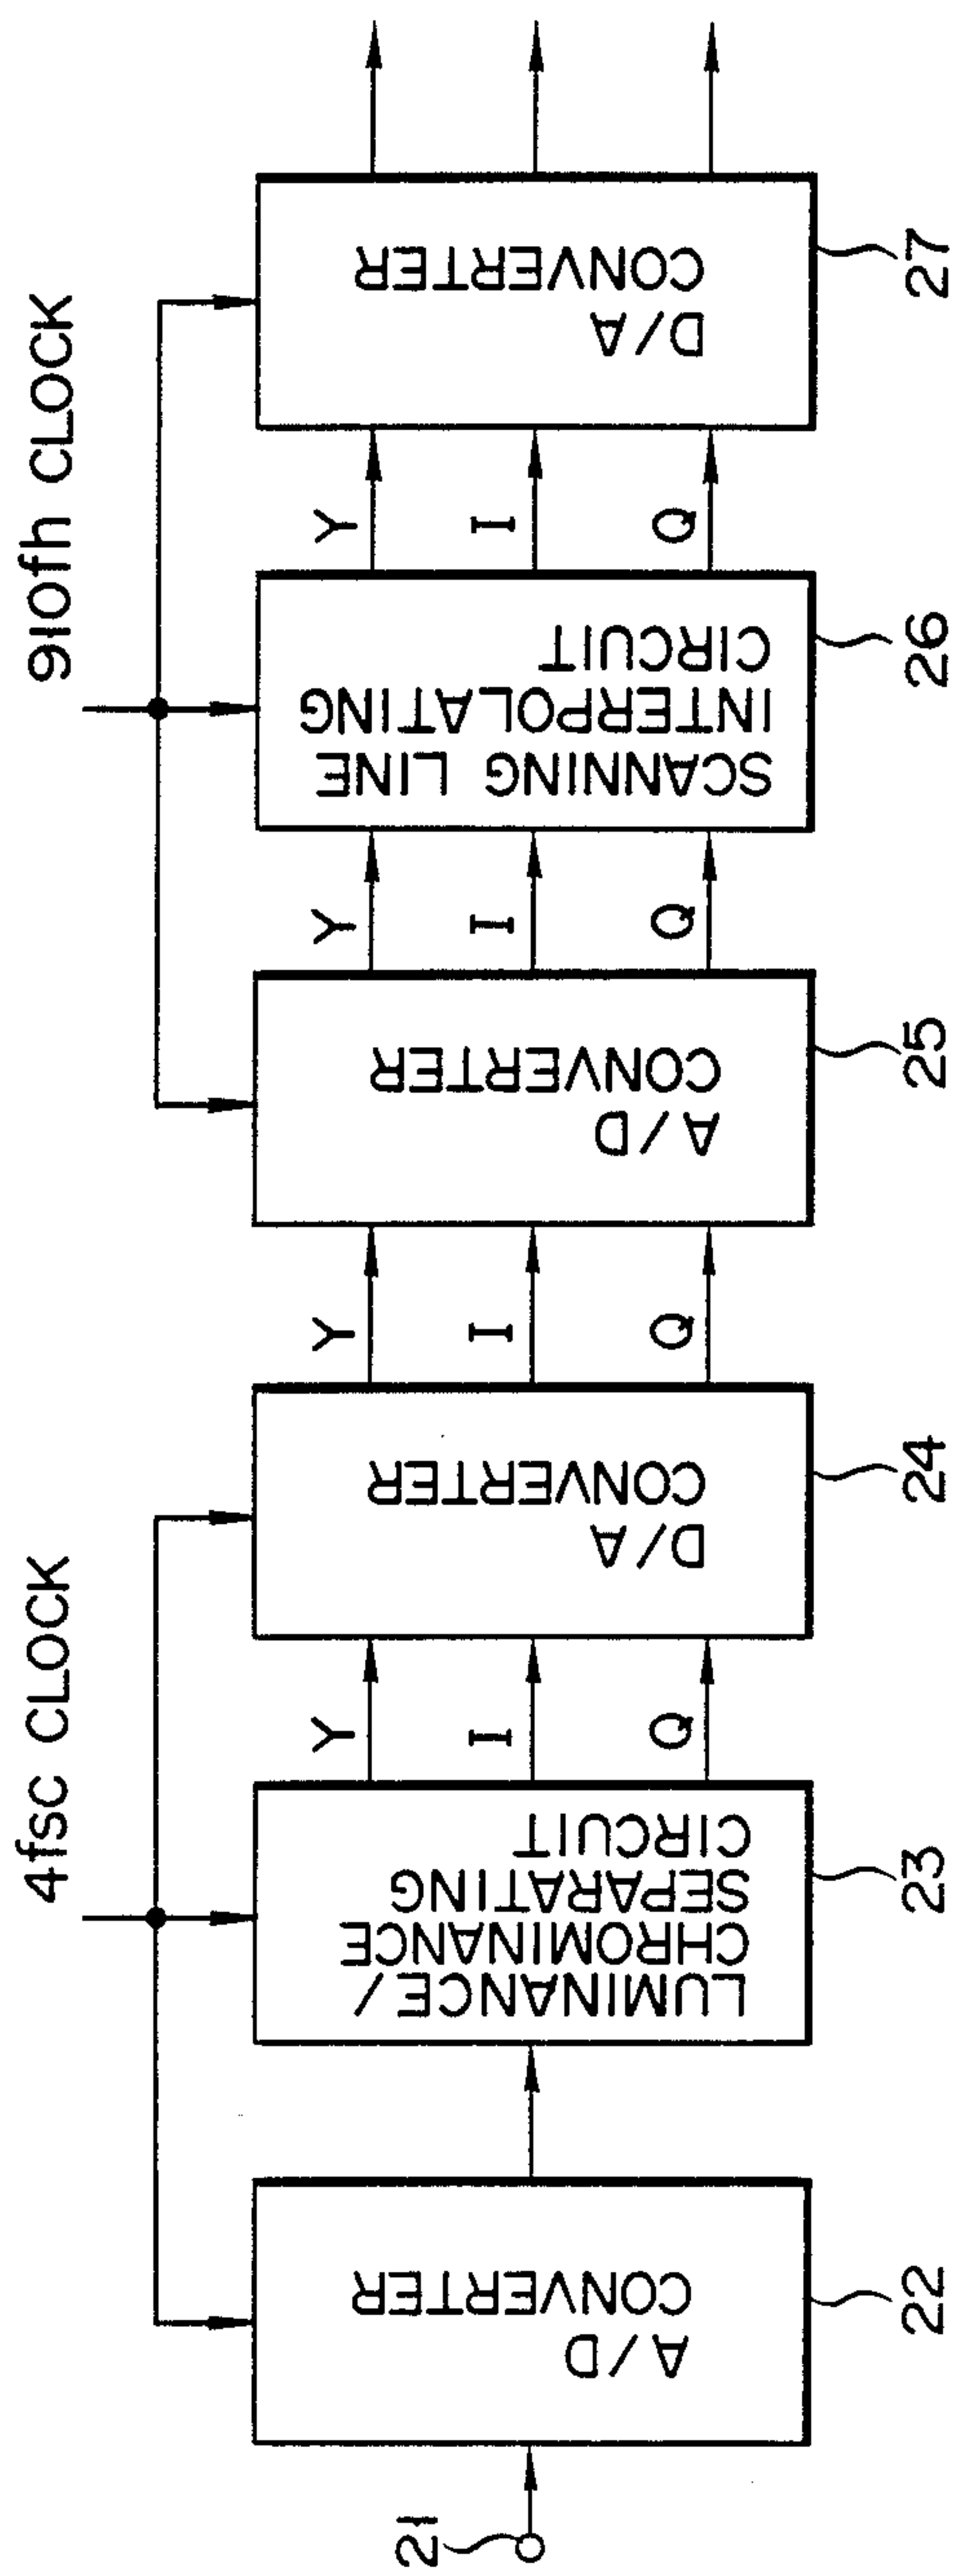 4fsc CLOCK
910fh CLOCK
21
A/D
CONVERTER
22
LUMINANCE/
CHROMINANCE
SEPARATING
CIRCUIT
23
Y
I
Q
D/A
CONVERTER
24
Y
I
Q
A/D
CONVERTER
25
Y
I
Q
SCANNING LINE
INTERPOLATING
CIRCUIT
26
Y
I
Q
D/A
CONVERTER
27